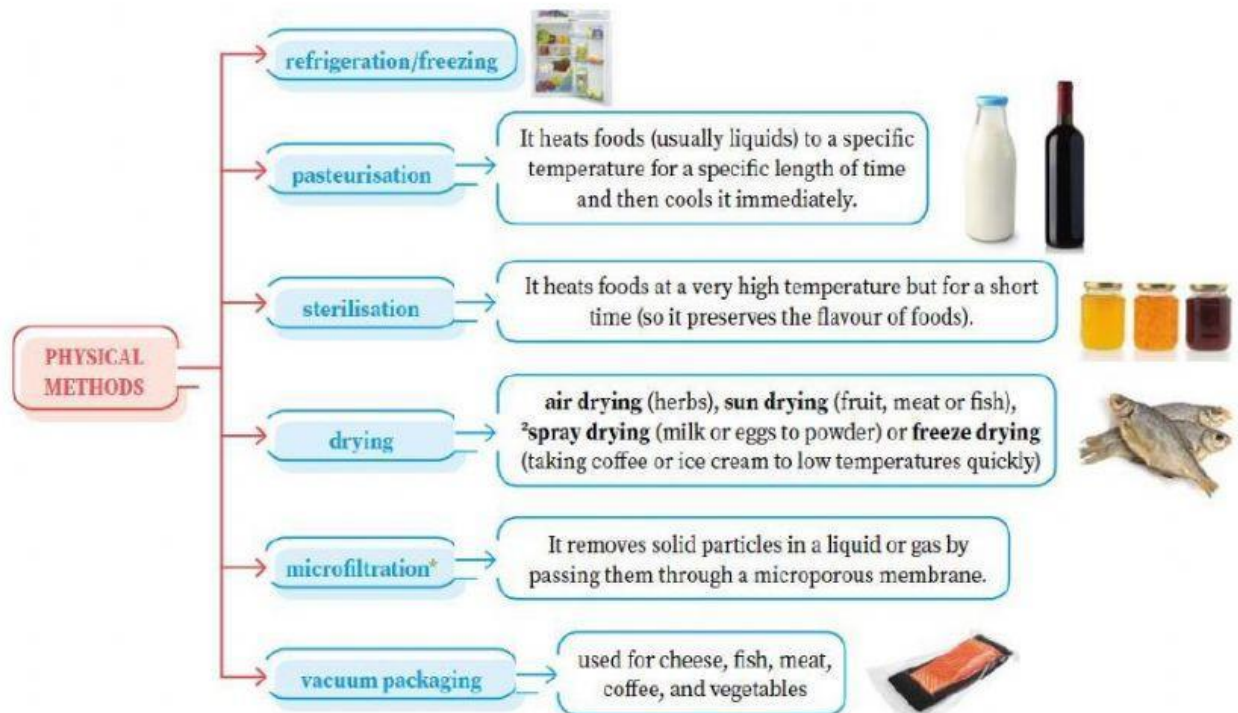 refrigeration/freezing
pasteurisation
It heats foods (usually liquids) to a specific
temperature for a specific length of time
and then cools it immediately.
sterilisation
It heats foods at a very high temperature but for a short
time (so it preserves the flavour of foods).
PHYSICAL
METHODS
drying
air drying (herbs), sun drying (fruit, meat or fish),
²spray drying (milk or eggs to powder) or freeze drying
(taking coffee or ice cream to low temperatures quickly)
microfiltration*
It removes solid particles in a liquid or gas by
passing them through a microporous membrane.
vacuum packaging
used for cheese, fish, meat,
coffee, and vegetables